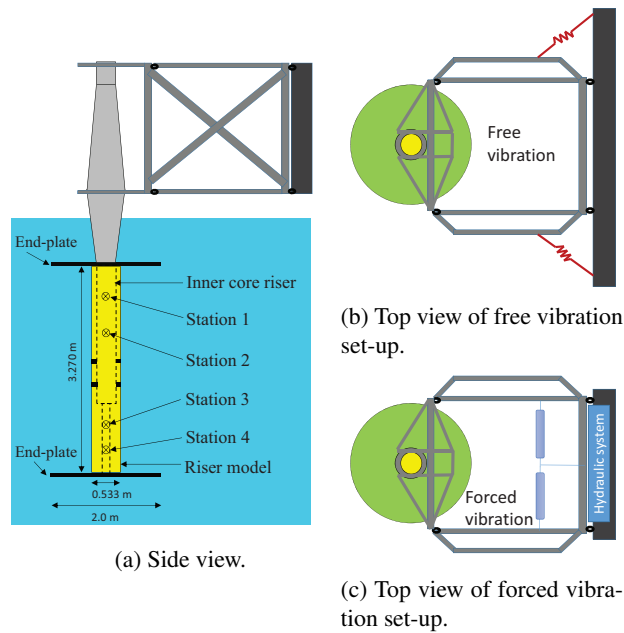 End-plate
Inner core riser
Station 1
Station 2
3.270 m
Station 3
Station 4
End-plate
Riser model
0.533 m
2.0 m
(a) Side view.
Free
vibration
(b) Top view of free vibration
set-up.
Forced
vibration
Hydraulic system
(c) Top view of forced vibra-
tion set-up.